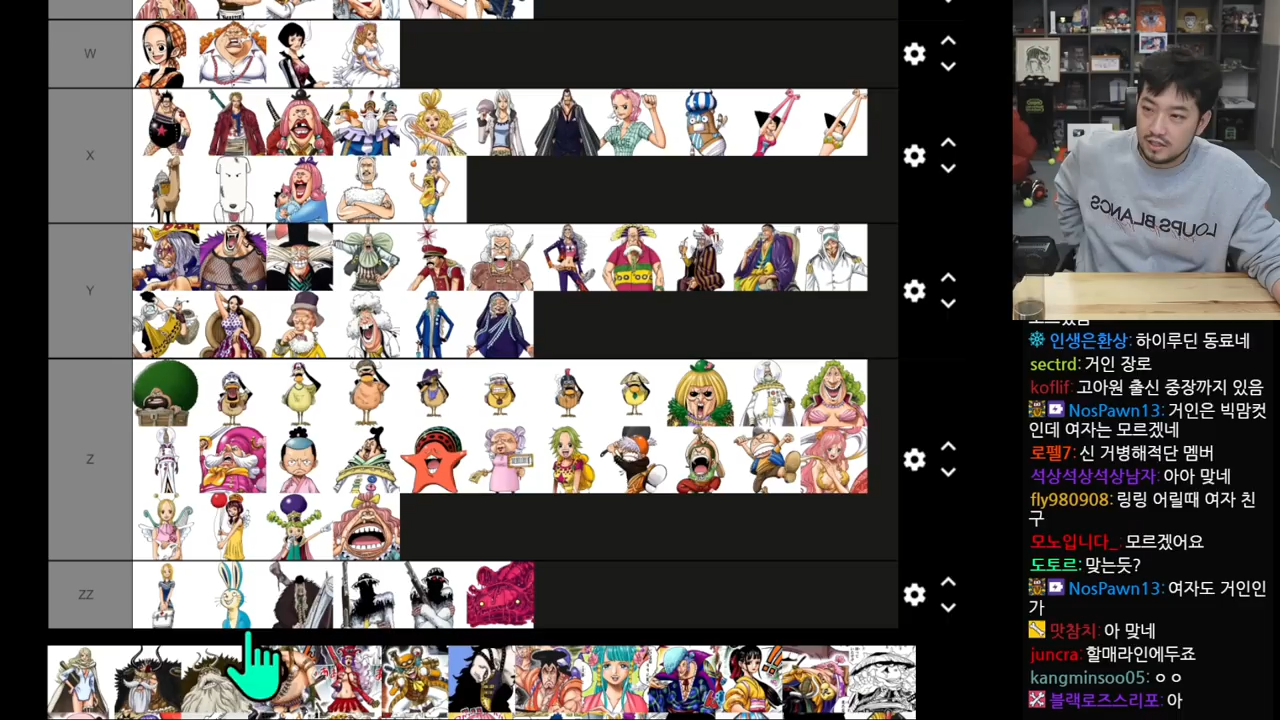 W
X
Y
Z
ZZ
LOUPS BLANCS
인생은환상: 하이루딘 동료네
sectrd: 거인 장로
koflif: 고아원 출신 중장까지 있음
NosPawn13: 거인은 빅맘컷
인데 여자는 모르겠네
로펠7: 신 거병해적단 멤버
석상석상석상남자: 아아 맞네
fly980908: 링링 어릴때 여자 친
구
모노입니다_: 모르겠어요
도토르: 맞는듯?
NosPawn13: 여자도 거인인
가
맛참치: 아 맞네
juncra: 할매라인에두죠
kangminsoo05: ㅇㅇ
블랙로즈스리포: 아